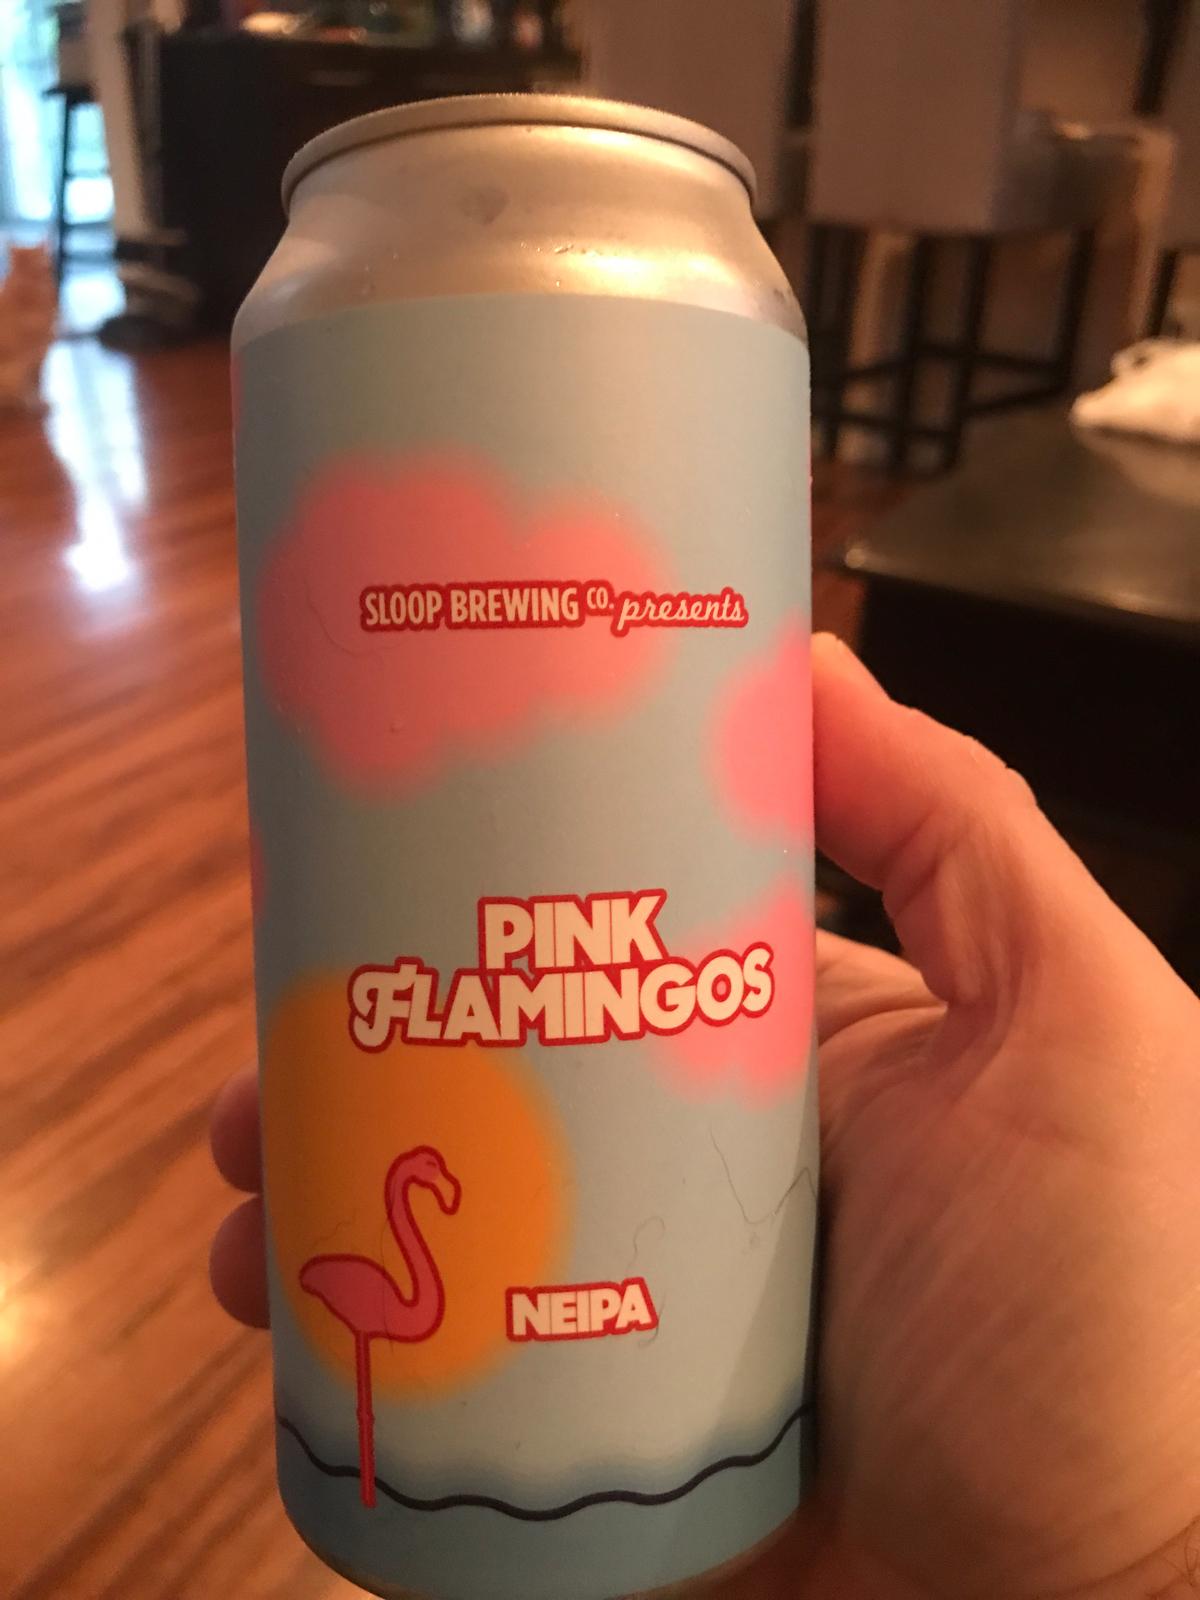 SLOOP BREWING CO. presents
PINK
FLAMINGOS
NEIPA